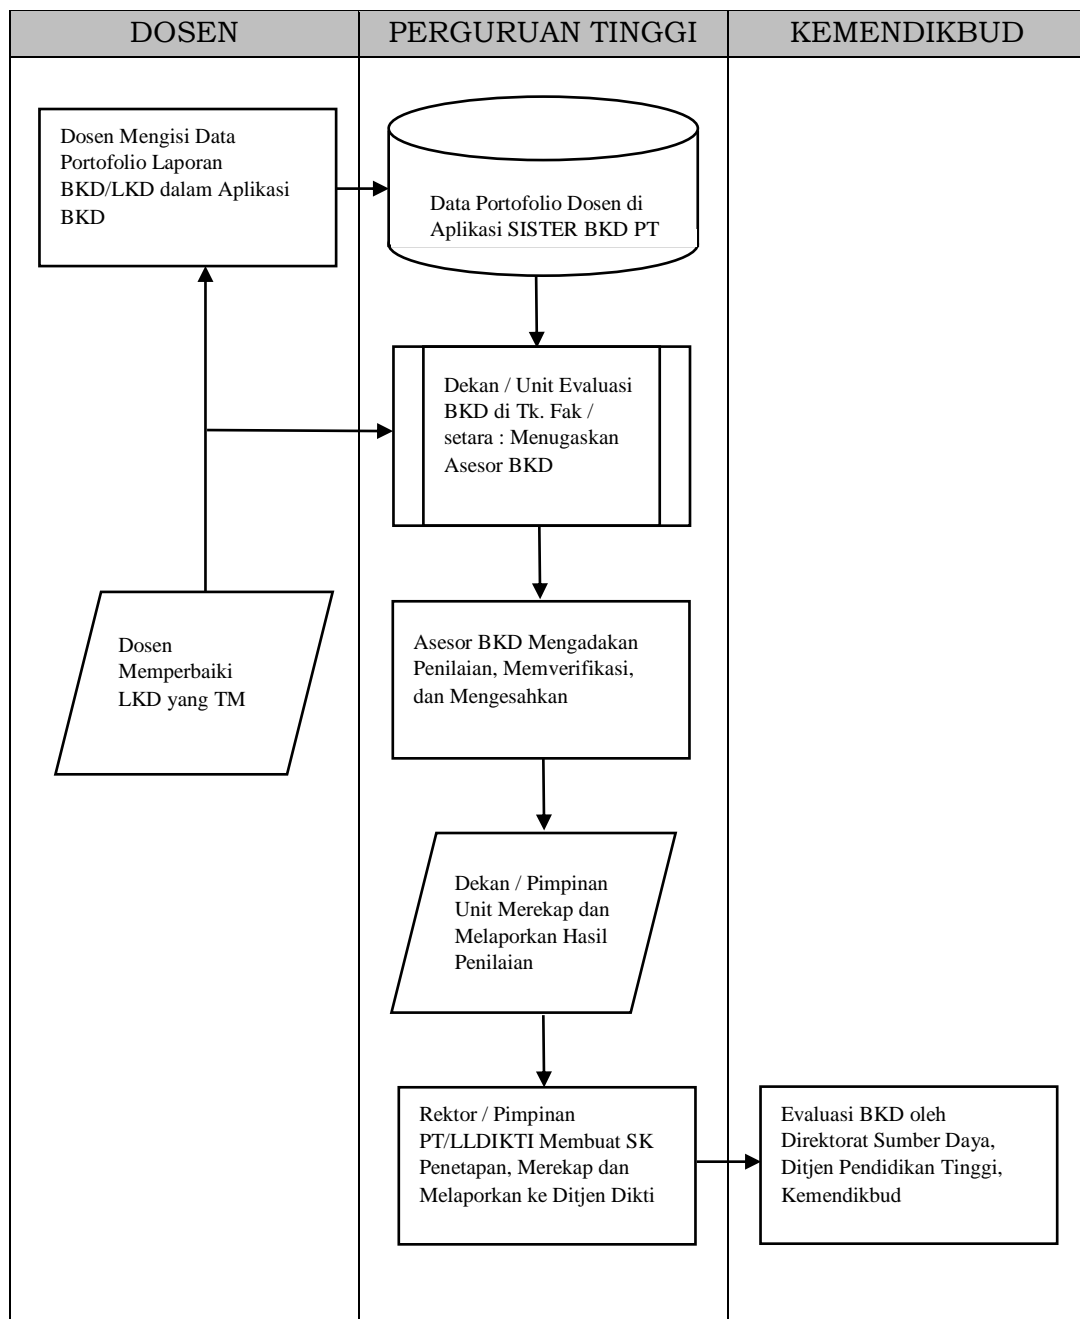 DOSEN
PERGURUAN TINGGI
KEMENDIKBUD
Dosen Mengisi Data
Portofolio Laporan
BKD/LKD dalam Aplikasi
BKD
Data Portofolio Dosen di
Aplikasi SISTER BKD PT
Dekan / Unit Evaluasi
BKD di Tk. Fak /
setara : Menugaskan
Asesor BKD
Dosen
Memperbaiki
LKD yang TM
Asesor BKD Mengadakan
Penilaian, Memverifikasi,
dan Mengesahkan
Dekan / Pimpinan
Unit Merekap dan
Melaporkan Hasil
Penilaian
Rektor / Pimpinan
PT/LLDIKTI Membuat SK
Penetapan, Merekap dan
Melaporkan ke Ditjen Dikti
Evaluasi BKD oleh
Direktorat Sumber Daya,
Ditjen Pendidikan Tinggi,
Kemendikbud